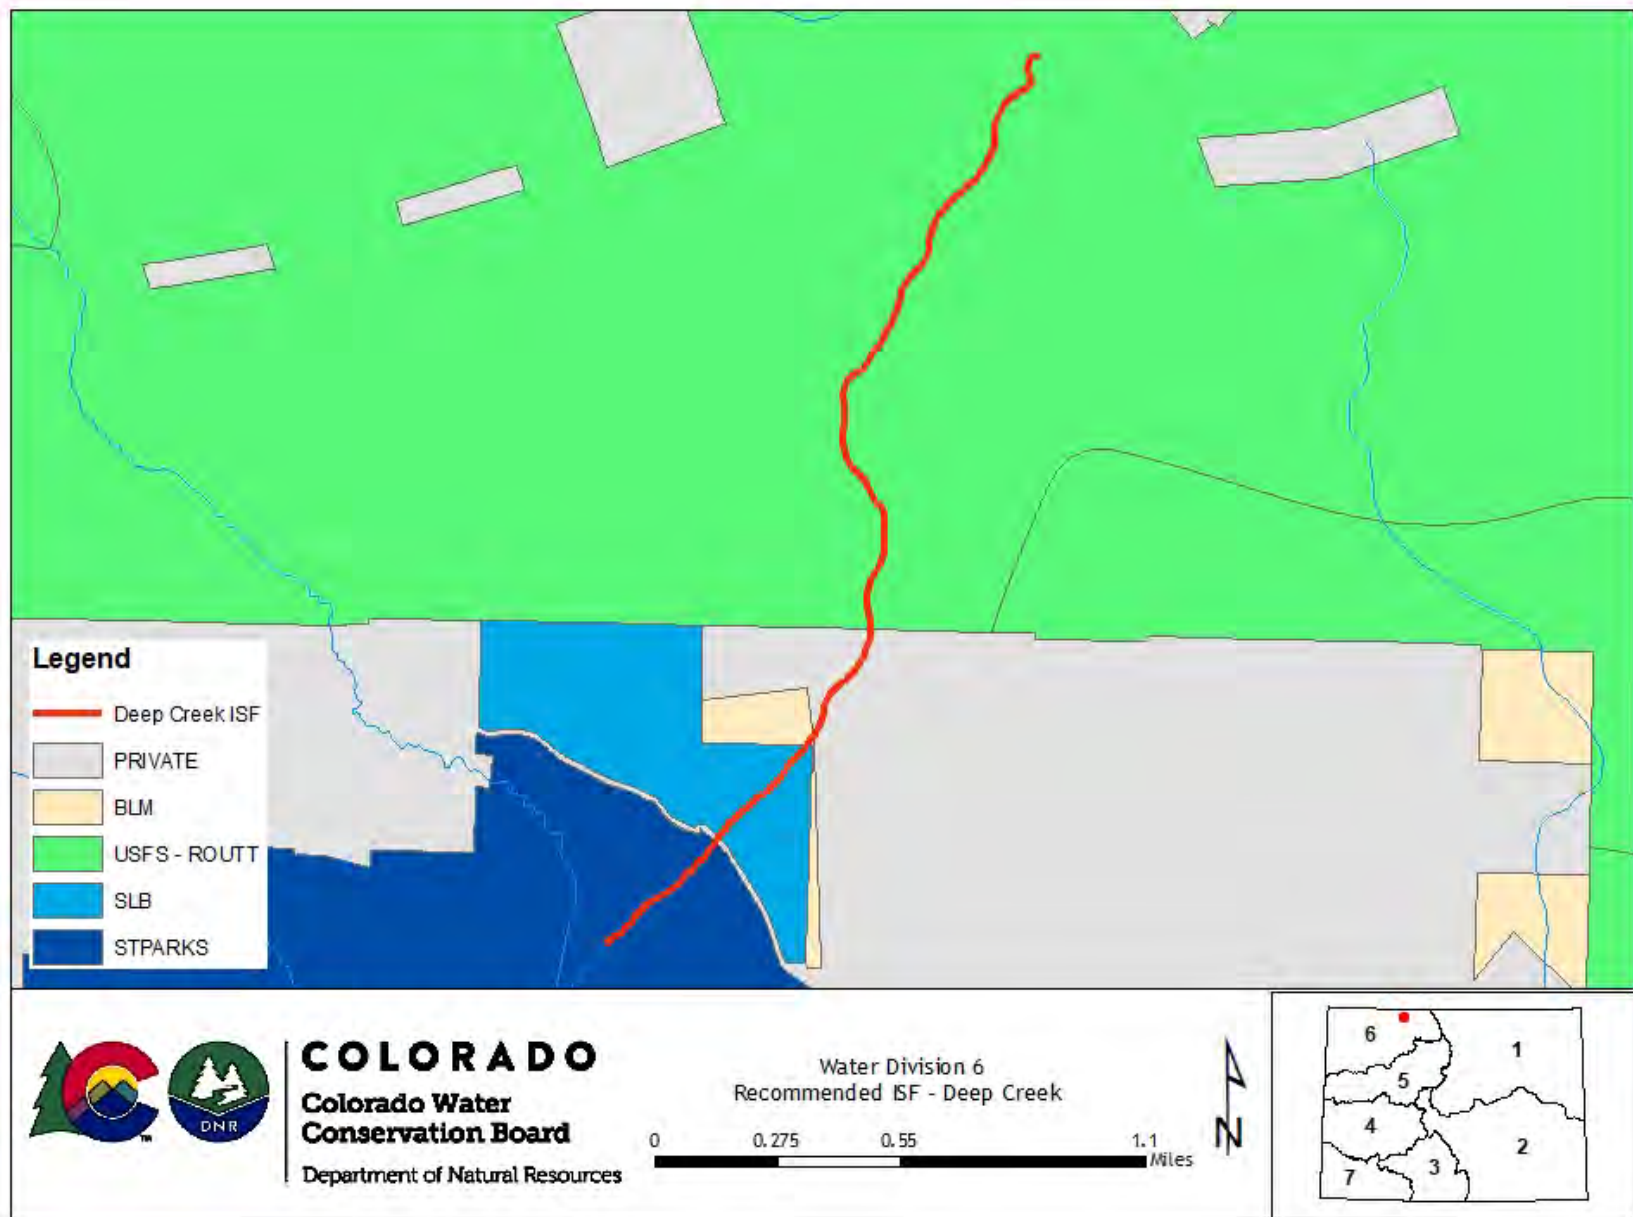 Legend
Deep Creek ISF
PRIVATE
BLM
USFS - ROUTT
SLB
STPARKS
DNR
TM
COLORADO
Colorado Water
Conservation Board
Department of Natural Resources
Water Division 6
Recommended ISF - Deep Creek
0 0.275 0.55 1.1
Miles
N
6
1
5
4
2
3
7